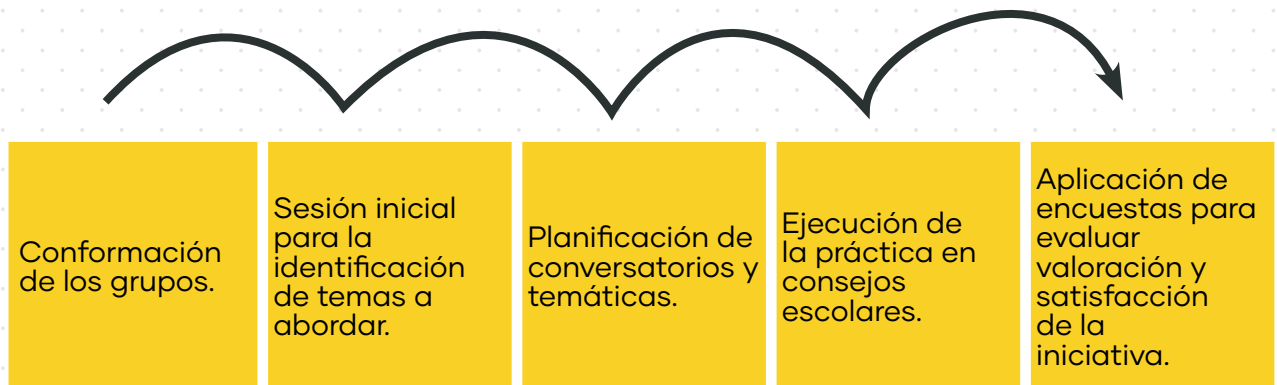 Conformación
de los grupos.
Sesión inicial
para la
identificación
de temas a
abordar.
Planificación de
conversatorios y
temáticas.
Ejecución de
la práctica en
consejos
escolares.
Aplicación de
encuestas para
evaluar
valoración y
satisfacción
de la
iniciativa.